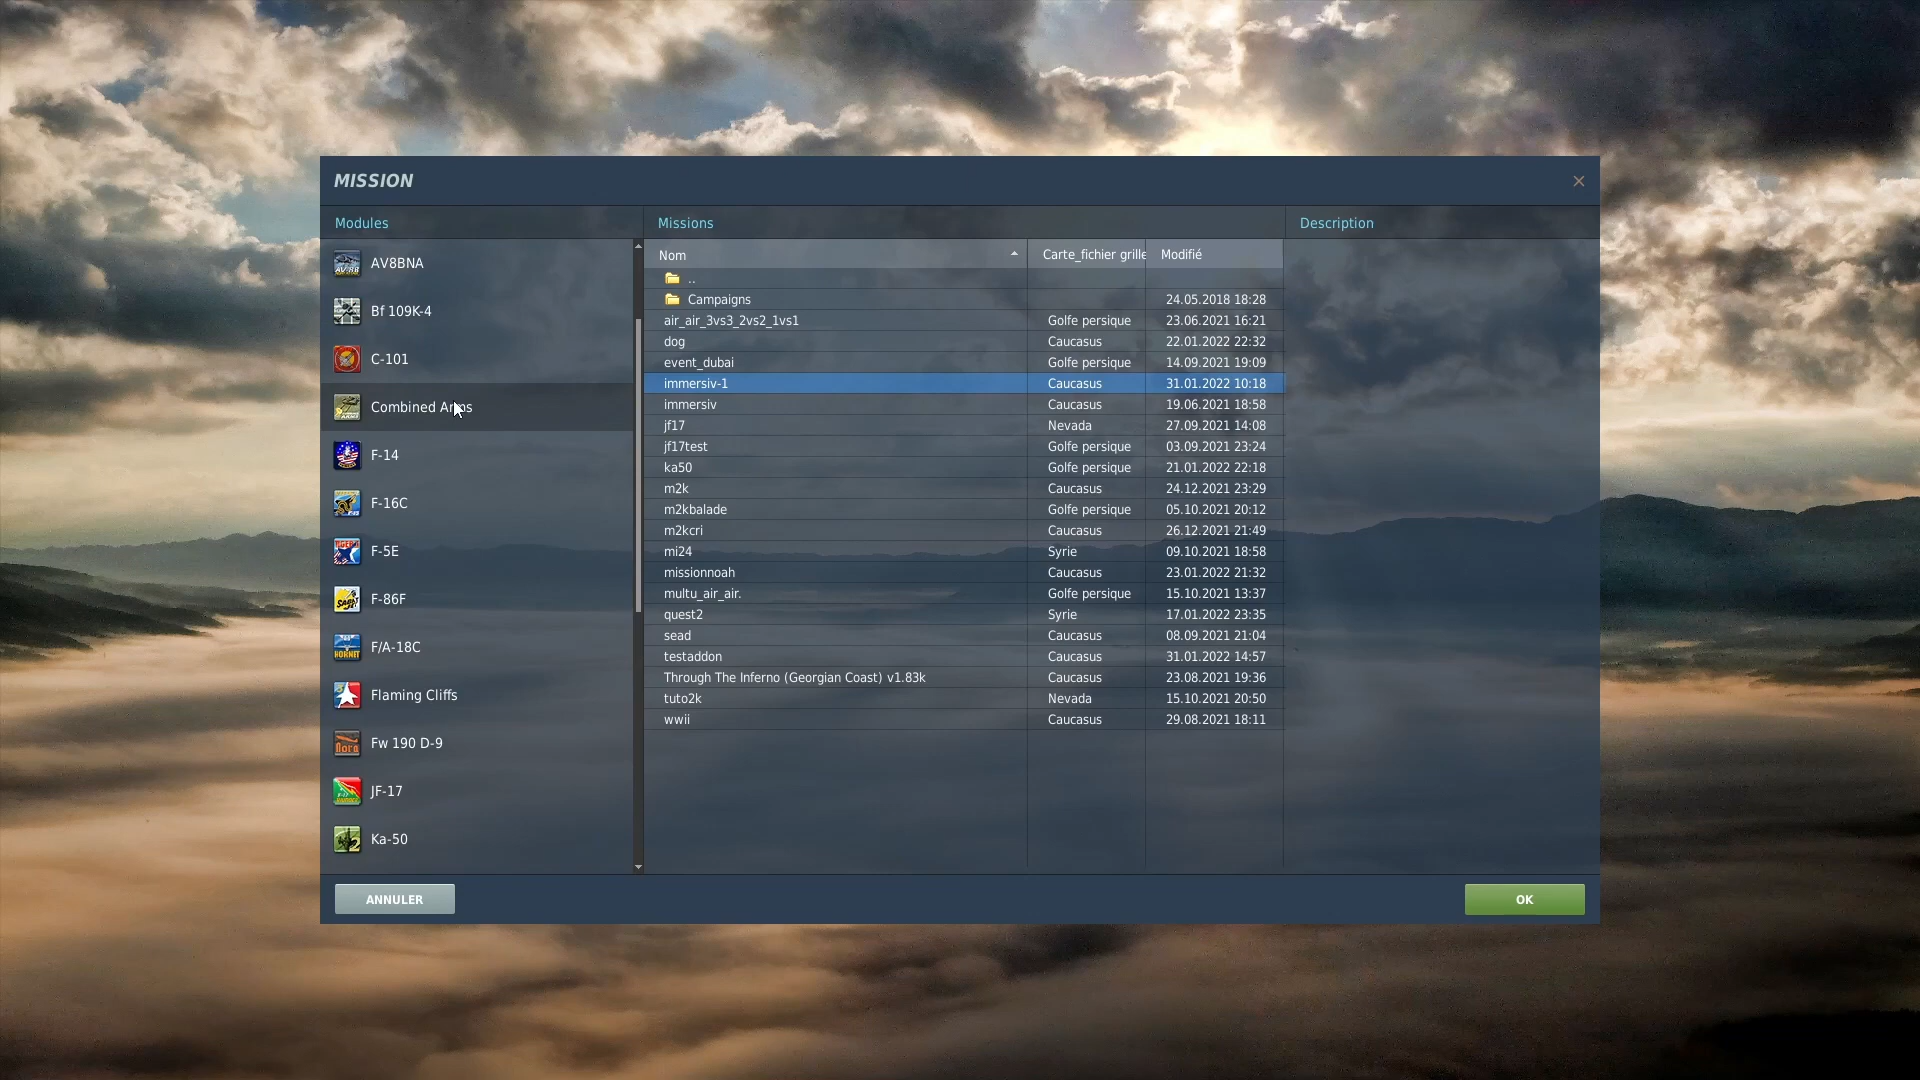 MISSION
Modules
Missions
Description
AV8BNA
Bf 109K-4
C-101
Combined Arms
F-14
F-16C
F-5E
F-86F
F/A-18C
Flaming Cliffs
Fw 190 D-9
JF-17
Ka-50
Nom Carte_fichier grille Modifié
..
Campaigns 24.05.2018 18:28
air_air_3vs3_2vs2_1vs1 Golfe persique 23.06.2021 16:21
dog Caucasus 22.01.2022 22:32
event_dubai Golfe persique 14.09.2021 19:09
immersiv-1 Caucasus 31.01.2022 10:18
immersiv Caucasus 19.06.2021 18:58
jf17 Nevada 27.09.2021 14:08
jf17test Golfe persique 03.09.2021 23:24
ka50 Golfe persique 21.01.2022 22:18
m2k Caucasus 24.12.2021 23:29
m2kbalade Golfe persique 05.10.2021 20:12
m2kcri Caucasus 26.12.2021 21:49
mi24 Syrie 09.10.2021 18:58
missionnoah Caucasus 23.01.2022 21:32
multu_air_air. Golfe persique 15.10.2021 13:37
quest2 Syrie 17.01.2022 23:35
sead Caucasus 08.09.2021 21:04
testaddon Caucasus 31.01.2022 14:57
Through The Inferno (Georgian Coast) v1.83k Caucasus 23.08.2021 19:36
tuto2k Nevada 15.10.2021 20:50
wwii Caucasus 29.08.2021 18:11
ANNULER
OK